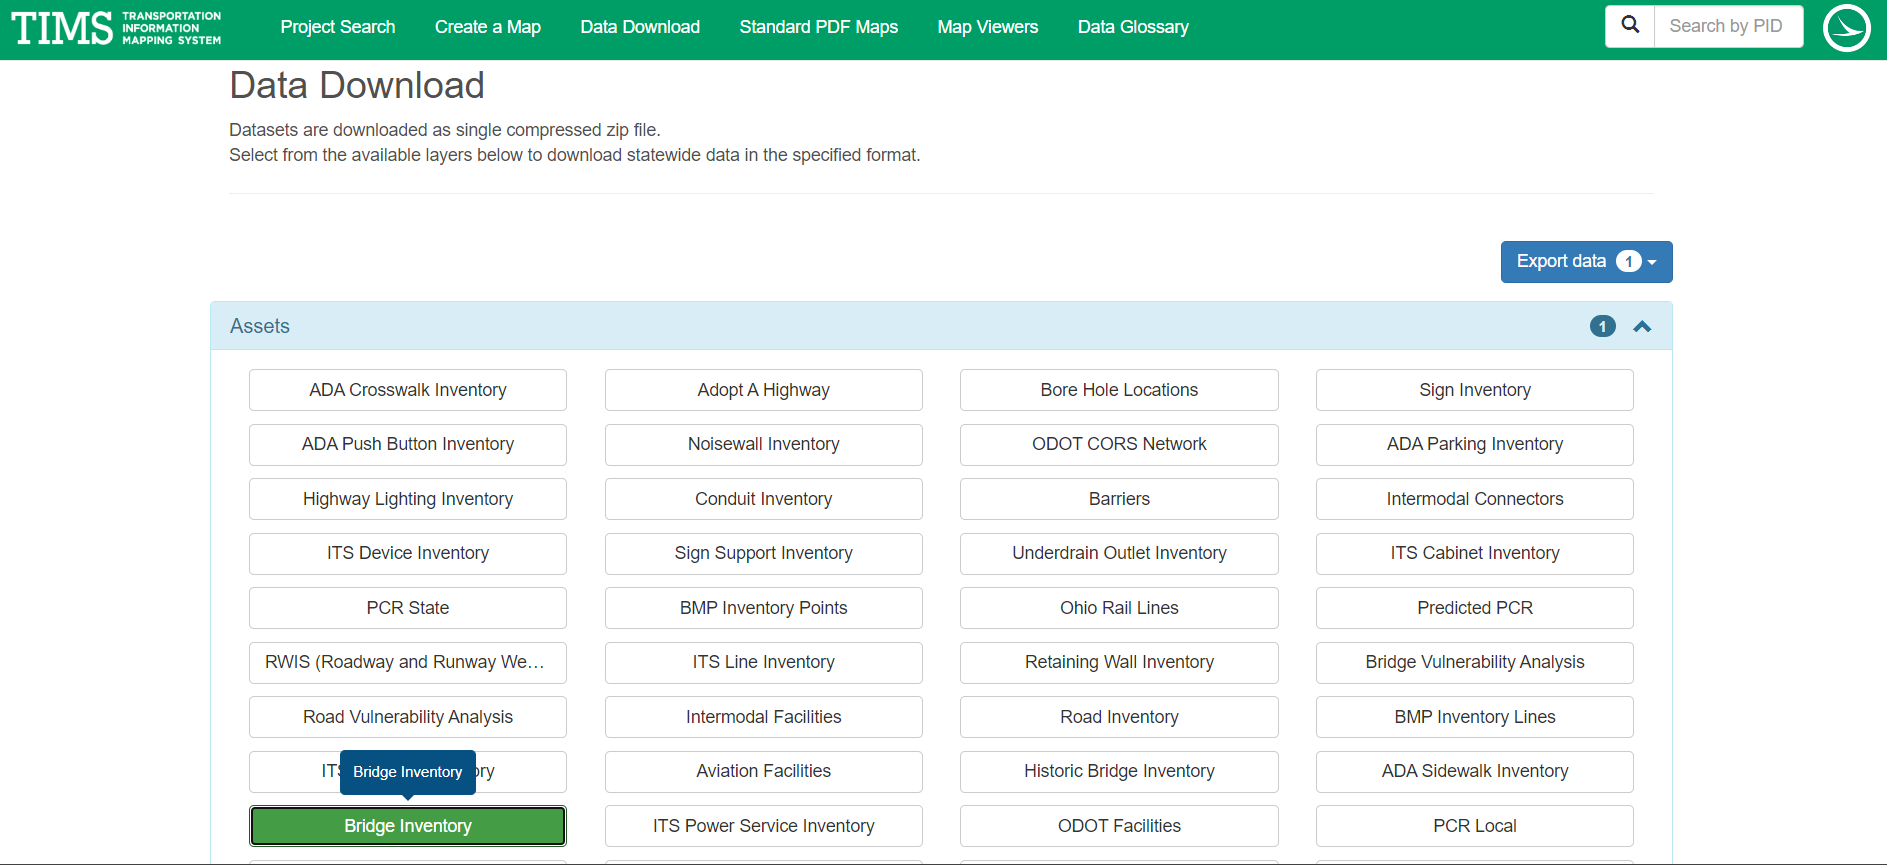 TIMS
TRANSPORTATION
INFORMATION
MAPPING SYSTEM
Project Search
Create a Map
Data Download
Standard PDF Maps
Map Viewers
Data Glossary
Search by PID
Data Download
Datasets are downloaded as single compressed zip file.
Select from the available layers below to download statewide data in the specified format.
Export data 1
Assets
1
ADA Crosswalk Inventory
Adopt A Highway
Bore Hole Locations
Sign Inventory
ADA Push Button Inventory
Noisewall Inventory
ODOT CORS Network
ADA Parking Inventory
Highway Lighting Inventory
Conduit Inventory
Barriers
Intermodal Connectors
ITS Device Inventory
Sign Support Inventory
Underdrain Outlet Inventory
ITS Cabinet Inventory
PCR State
BMP Inventory Points
Ohio Rail Lines
Predicted PCR
RWIS (Roadway and Runway We...
ITS Line Inventory
Retaining Wall Inventory
Bridge Vulnerability Analysis
Road Vulnerability Analysis
Intermodal Facilities
Road Inventory
BMP Inventory Lines
Bridge Inventory
Aviation Facilities
Historic Bridge Inventory
ADA Sidewalk Inventory
Bridge Inventory
ITS Power Service Inventory
ODOT Facilities
PCR Local